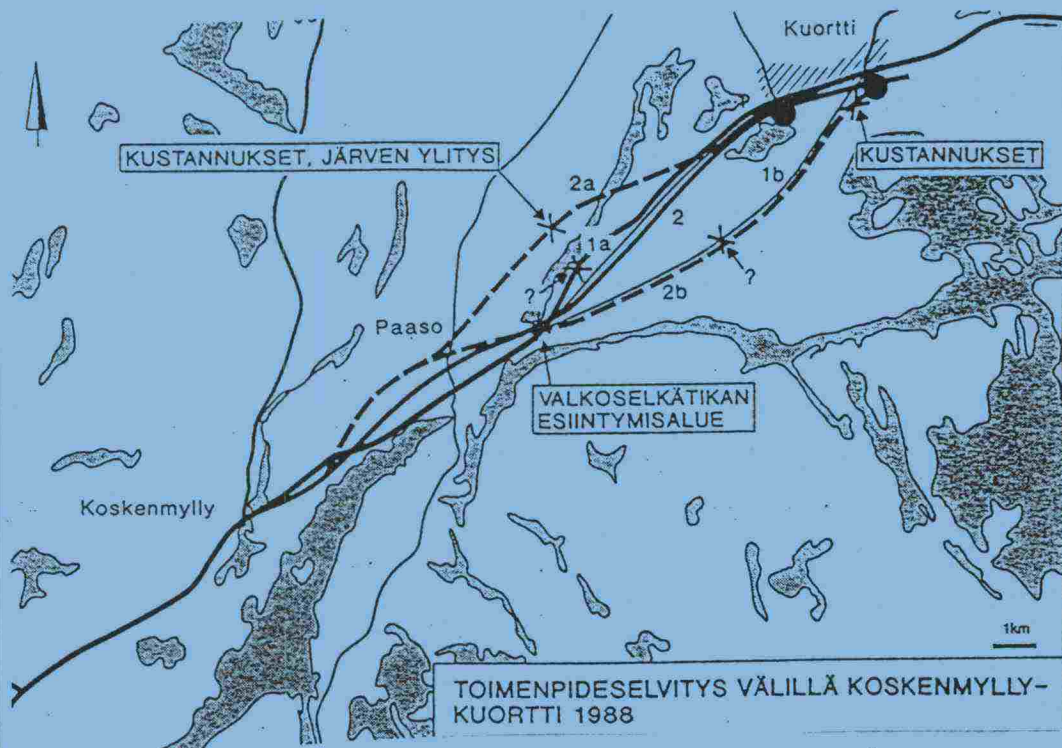 Kuortti
KUSTANNUKSET, JÄRVEN YLITYS
KUSTANNUKSET
2a
1b
1a
2
?
?
2b
Paaso
VALKOSELKÄTIKAN
ESIINTYMISALUE
Koskenmylly
1km
TOIMENPIDESELVITYS VÄLILLÄ KOSKENMYLLY-
KUORTTI 1988